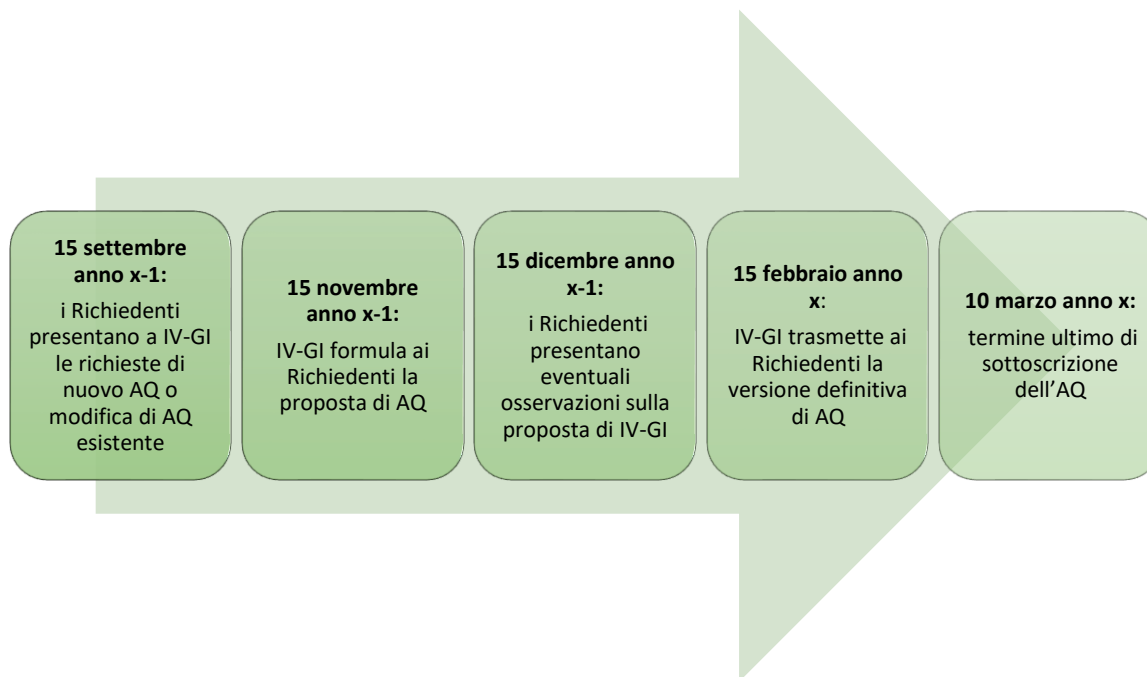 15 settembre
anno x-1:
i Richiedenti
presentano a IV-GI
le richieste di
nuovo AQ o
modifica di AQ
esistente
15 novembre
anno x-1:
IV-GI formula ai
Richiedenti la
proposta di AQ
15 dicembre anno
x-1:
i Richiedenti
presentano
eventuali
osservazioni sulla
proposta di IV-GI
15 febbraio anno
x:
IV-GI trasmette ai
Richiedenti la
versione definitiva
di AQ
10 marzo anno x:
termine ultimo di
sottoscrizione
dell’AQ